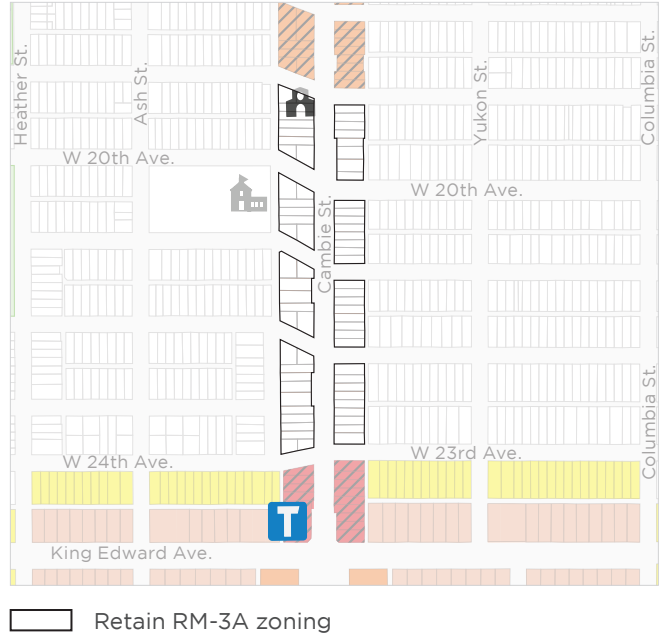 Heather St.
Ash St.
Yukon St.
Columbia St.
W 20th Ave.
W 20th Ave.
Cambie St.
Columbia St.
W 24th Ave.
W 23rd Ave.
T
King Edward Ave.
Retain RM-3A zoning